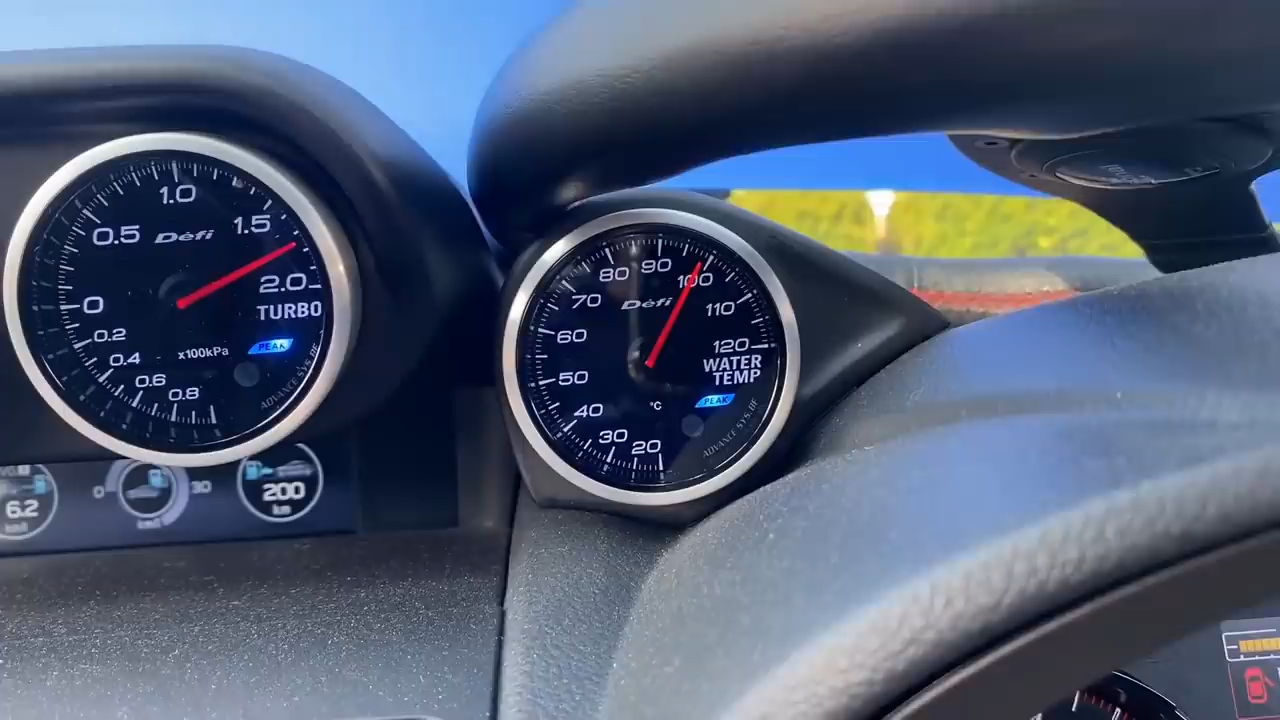 1.0
0.5
1.5
Défi
0
2.0
TURBO
0.2
x100kPa
PEAK
0.4
0.6
0.8
ADVANCE SYS BF
80
90
100
70
Défi
110
60
120
WATER
TEMP
50
PEAK
40
°C
30
20
ADVANCE SYS BF
6.2
0
30
200
km